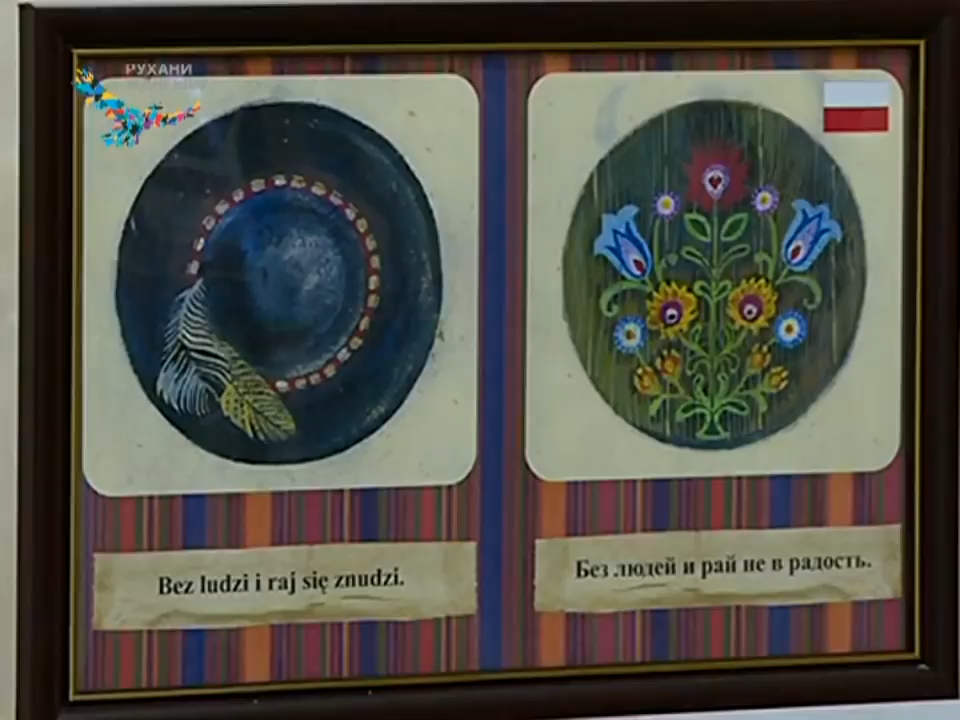 РУХАНИ
Bez ludzi i raj się znudzi.
Без людей и рай не в радость.